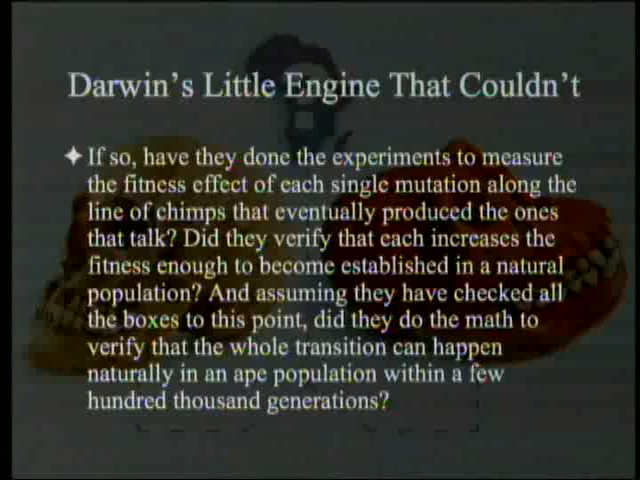 Darwin's Little Engine That Couldn't
✦ If so, have they done the experiments to measure
the fitness effect of each single mutation along the
line of chimps that eventually produced the ones
that talk? Did they verify that each increases the
fitness enough to become established in a natural
population? And assuming they have checked all
the boxes to this point, did they do the math to
verify that the whole transition can happen
naturally in an ape population within a few
hundred thousand generations?